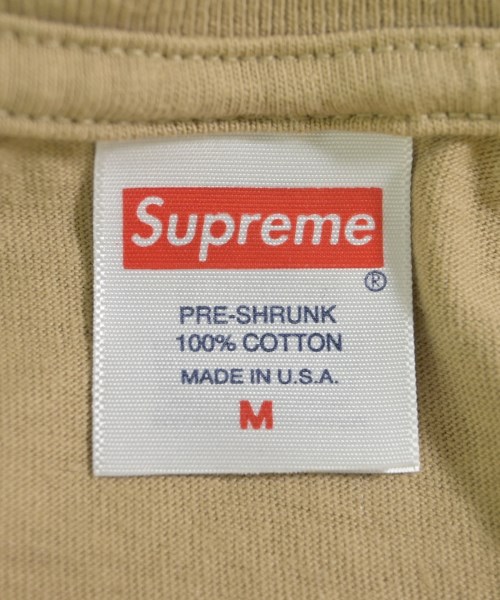 Supreme
®
PRE-SHRUNK
100% COTTON
MADE IN U.S.A.
M